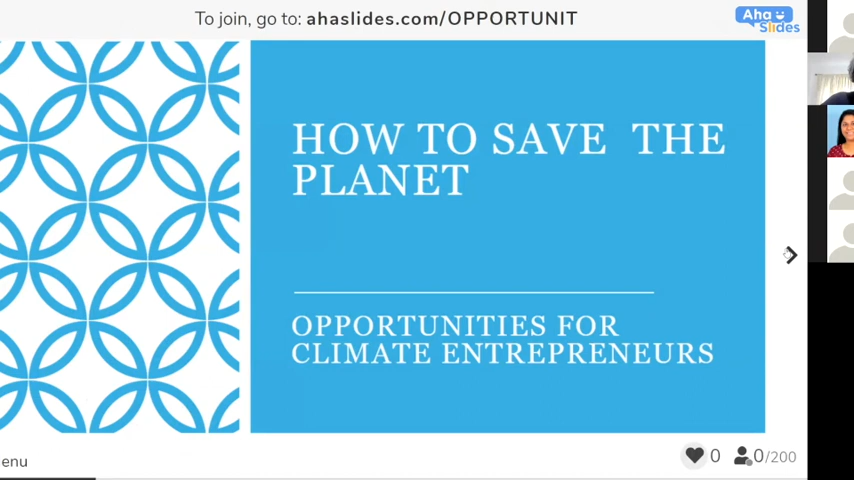 To join, go to: ahaslides.com/OPPORTUNIT
Aha
Slides
HOW TO SAVE THE
PLANET
OPPORTUNITIES FOR
CLIMATE ENTREPRENEURS
enu
0
0/200